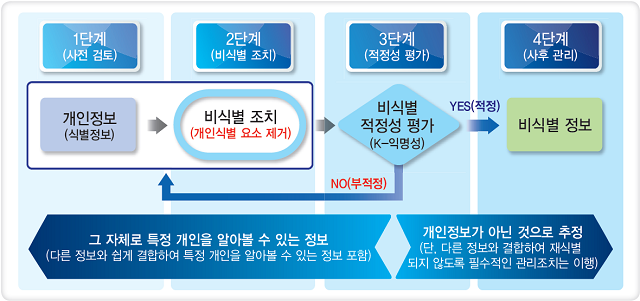 1단계
(사전 검토)
2단계
(비식별 조치)
3단계
(적정성 평가)
4단계
(사후 관리)
개인정보
(식별정보)
비식별 조치
(개인식별 요소 제거)
비식별
적정성 평가
(K-익명성)
YES(적정)
비식별 정보
NO(부적정)
그 자체로 특정 개인을 알아볼 수 있는 정보
(다른 정보와 쉽게 결합하여 특정 개인을 알아볼 수 있는 정보 포함)
개인정보가 아닌 것으로 추정
(단, 다른 정보와 결합하여 재식별
되지 않도록 필수적인 관리조치는 이행)